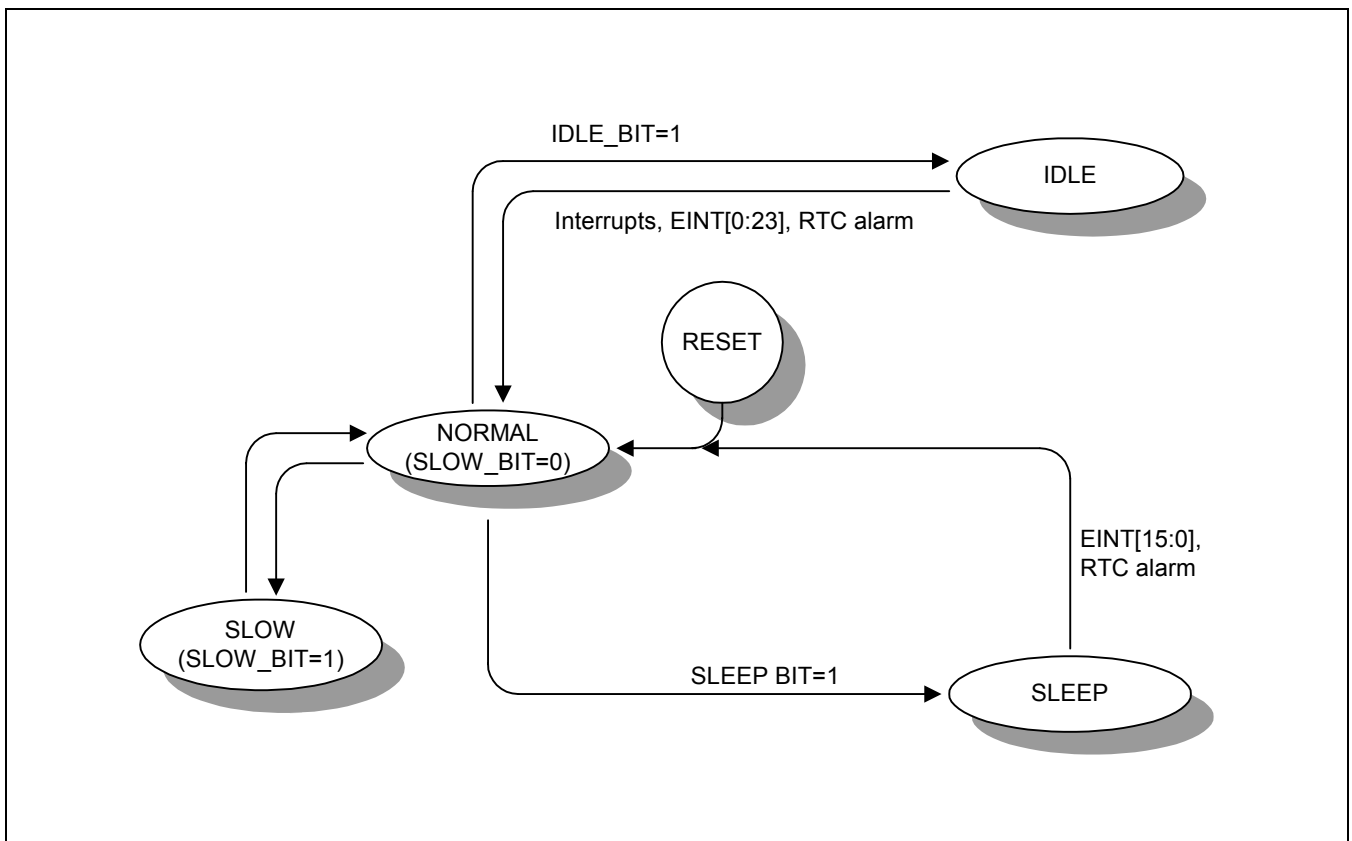 IDLE_BIT=1
IDLE
Interrupts, EINT[0:23], RTC alarm
RESET
NORMAL
(SLOW_BIT=0)
EINT[15:0],
RTC alarm
SLOW
(SLOW_BIT=1)
SLEEP BIT=1
SLEEP